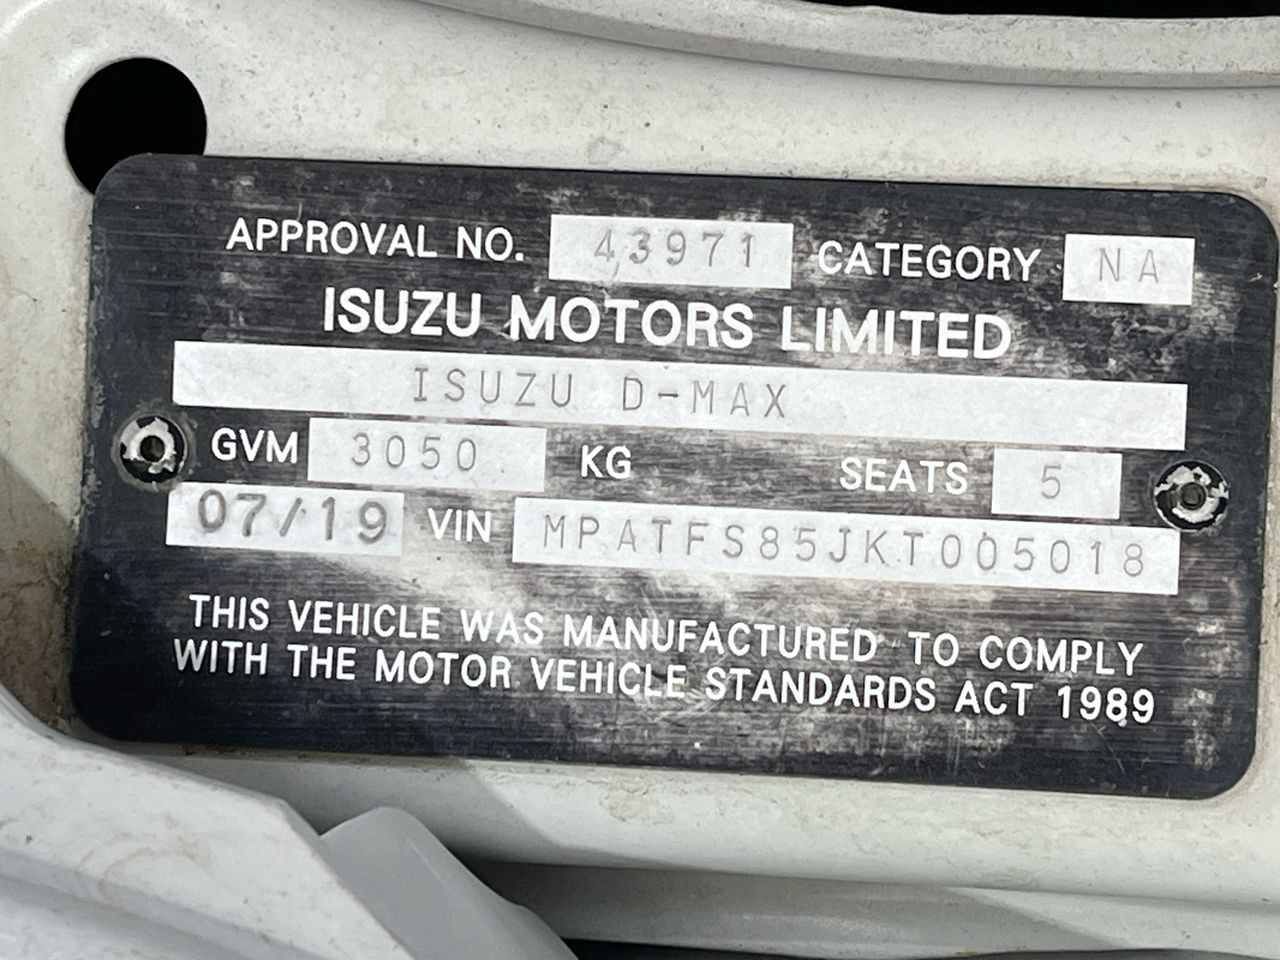 APPROVAL NO. 43971 CATEGORY NA
ISUZU MOTORS LIMITED
ISUZU D-MAX
GVM 3050 KG SEATS 5
07/19 VIN MPATFS85JKT005018
THIS VEHICLE WAS MANUFACTURED TO COMPLY
WITH THE MOTOR VEHICLE STANDARDS ACT 1989